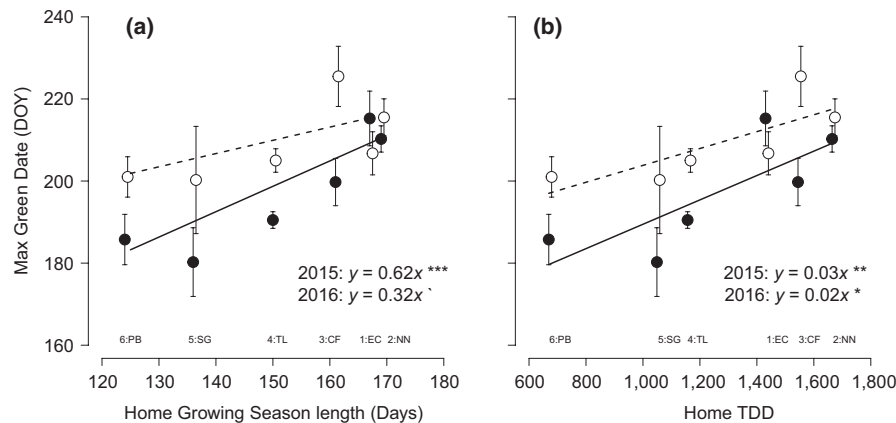 (a)
Max Green Date (DOY)
240
220
200
180
160
2015: y = 0.62x ***
2016: y = 0.32x `
6:PB 5:SG 4:TL 3:CF 1:EC 2:NN
120 130 140 150 160 170 180
Home Growing Season length (Days)
(b)
2015: y = 0.03x **
2016: y = 0.02x *
6:PB 5:SG 4:TL 1:EC 3:CF 2:NN
600 800 1,000 1,200 1,400 1,600 1,800
Home TDD